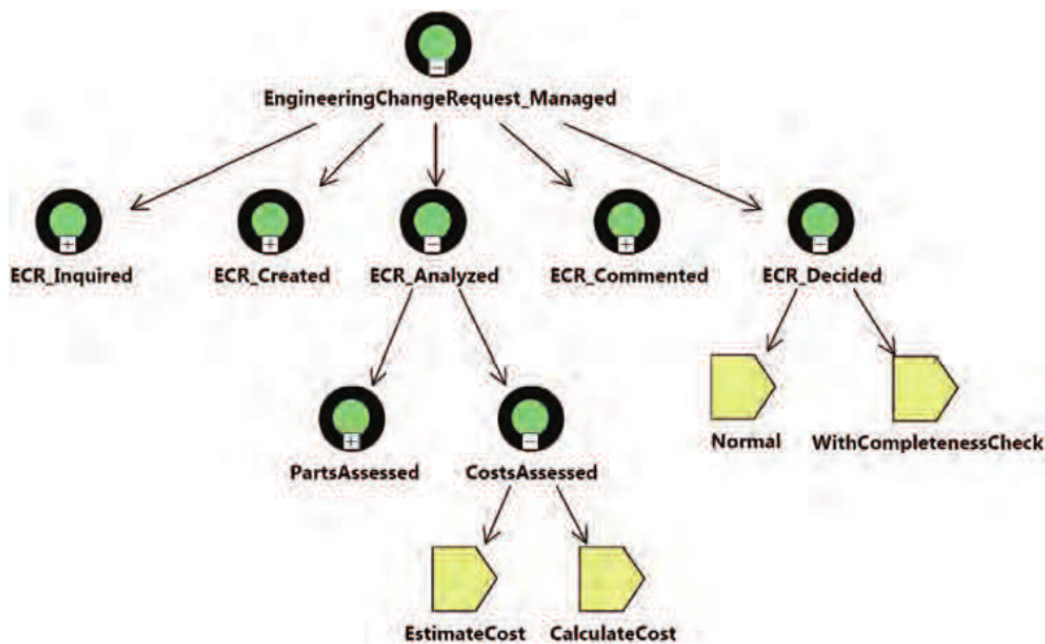 EngineeringChangeRequest_Managed
ECR_Inquired
ECR_Created
ECR_Analyzed
ECR_Commented
ECR_Decided
Normal
WithCompletenessCheck
PartsAssessed
CostsAssessed
EstimateCost
CalculateCost